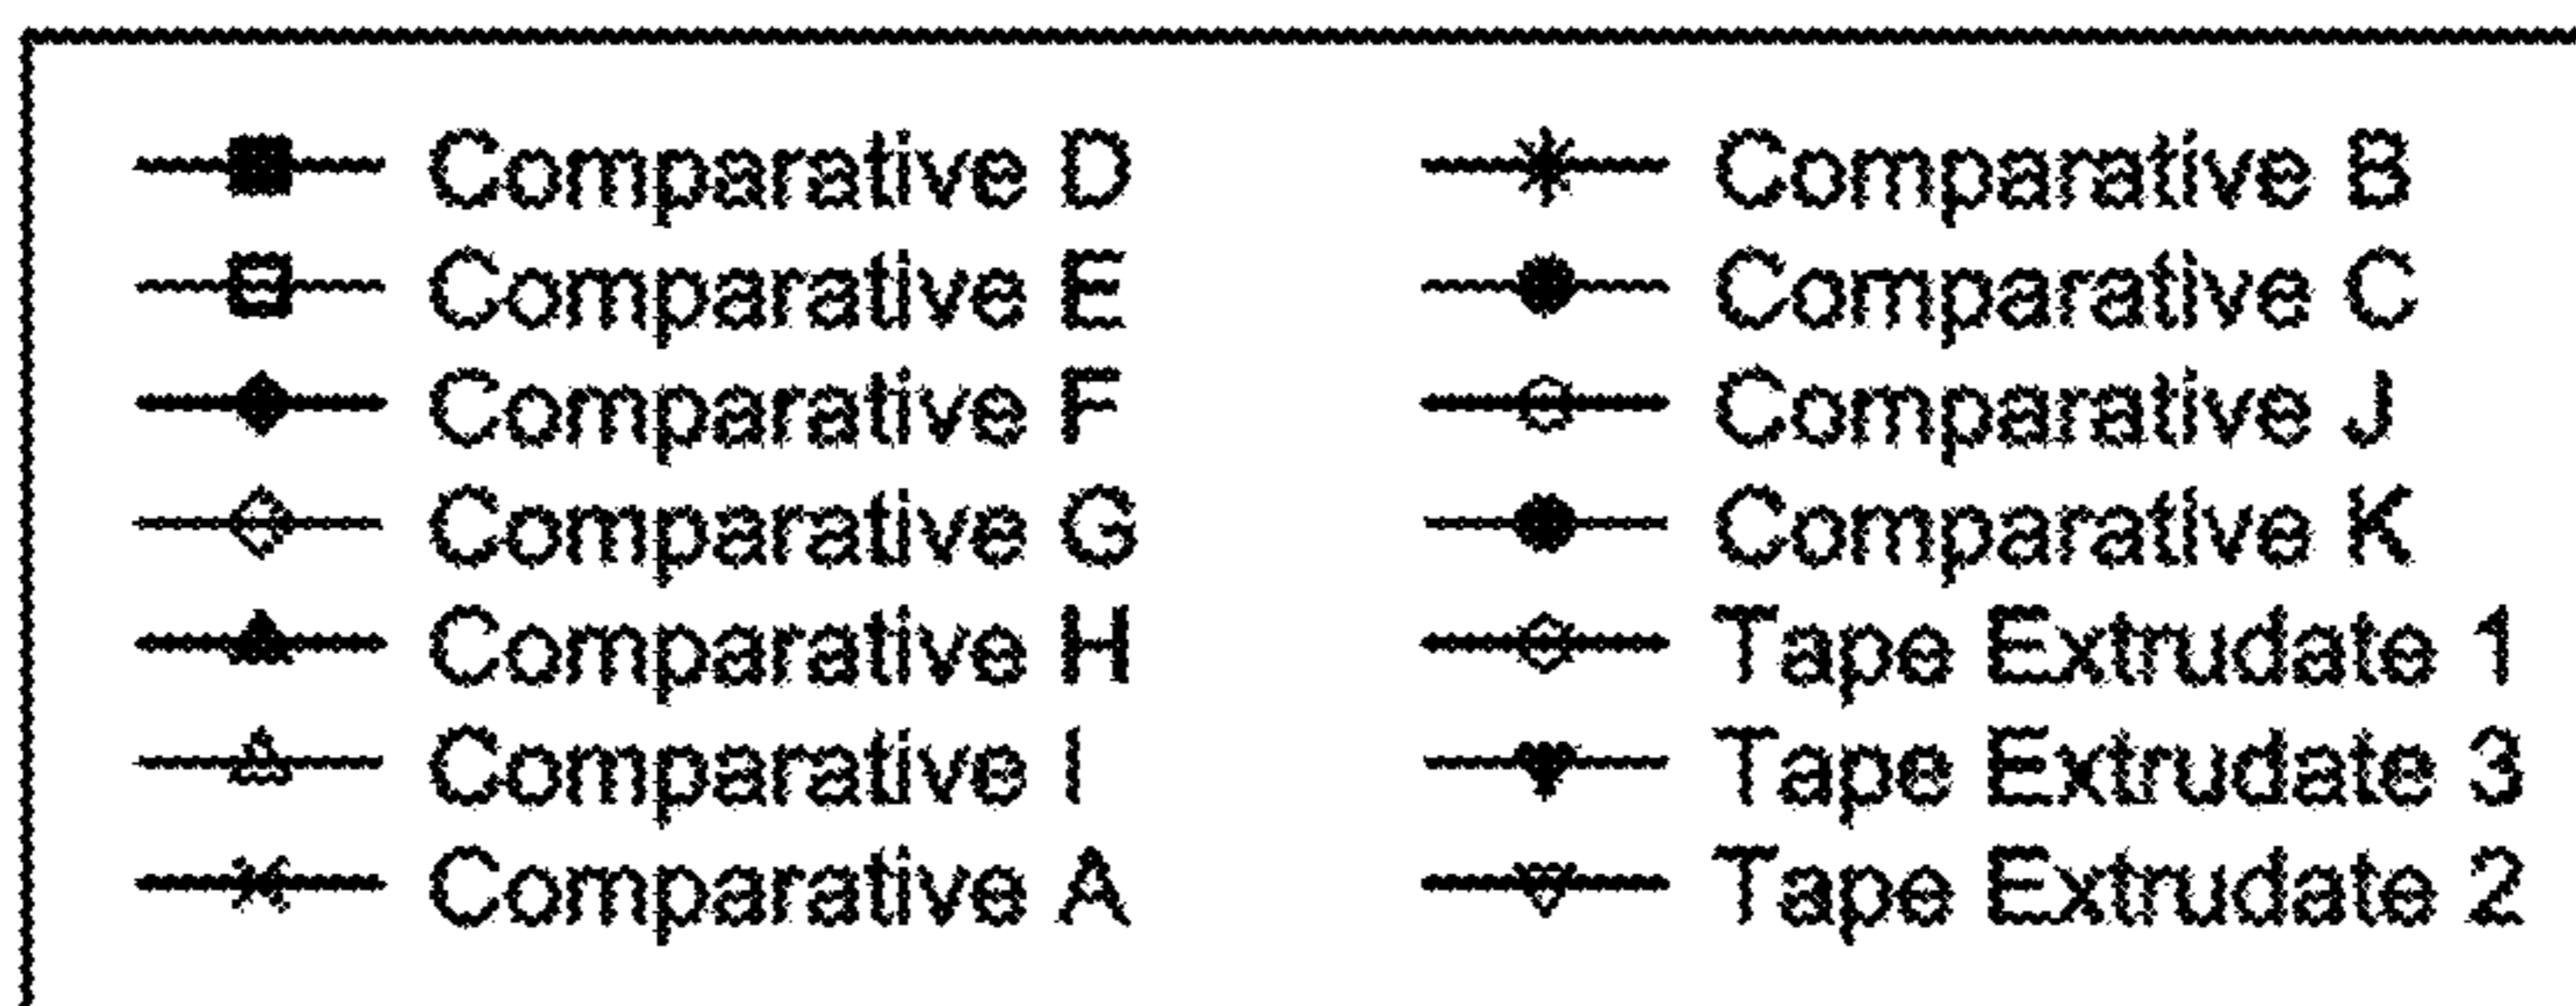 Comparative D
Comparative E
Comparative F
Comparative G
Comparative H
Comparative I
Comparative A
Comparative B
Comparative C
Comparative J
Comparative K
Tape Extrudate 1
Tape Extrudate 3
Tape Extrudate 2